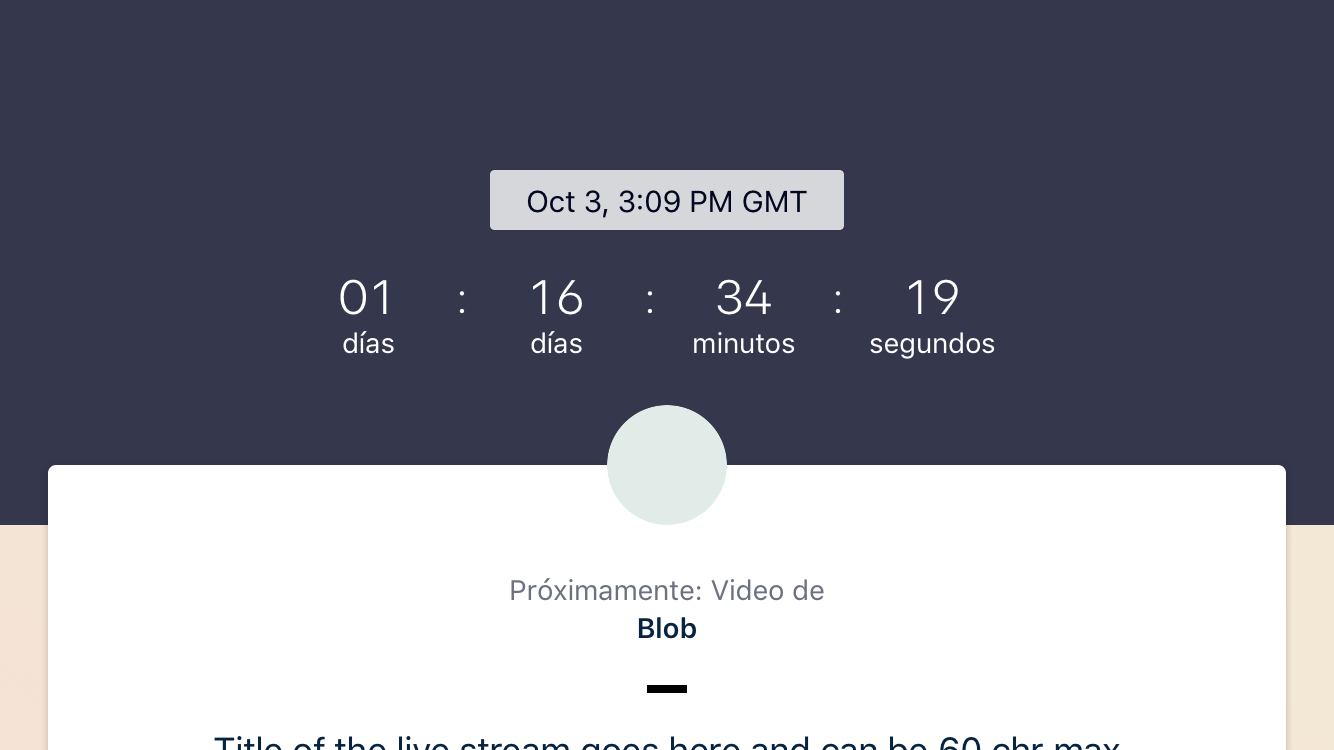 Oct 3, 3:09 PM GMT
01 : 16 : 34 : 19
días días minutos segundos
Próximamente: Video de
Blob
Title of the live stream goes here and can be 60 chr max